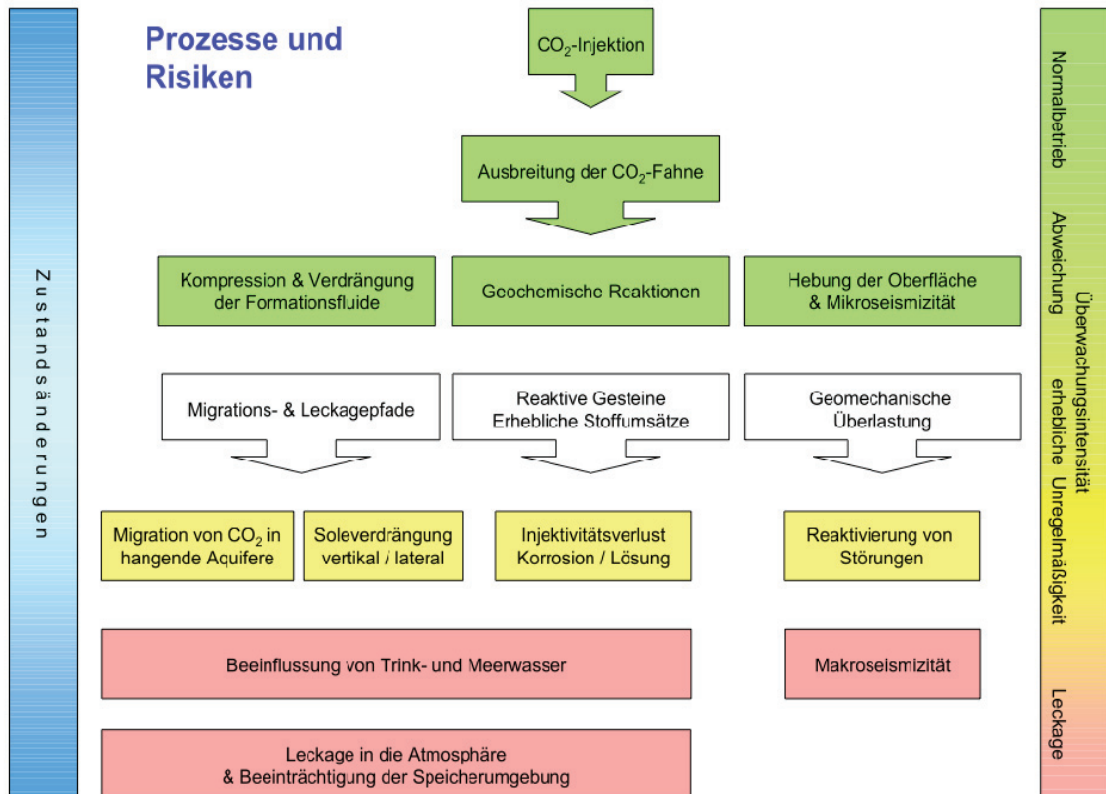 Prozesse und
Risiken
CO₂-Injektion
Ausbreitung der CO₂-Fahne
Kompression & Verdrängung
der Formationsfluide
Geochemische Reaktionen
Hebung der Oberfläche
& Mikroseismizität
Migrations- & Leckagepfade
Reaktive Gesteine
Erhebliche Stoffumsätze
Geomechanische
Überlastung
Migration von CO₂ in
hangende Aquifere
Soleverdrängung
vertikal / lateral
Injektivitätsverlust
Korrosion / Lösung
Reaktivierung von
Störungen
Beeinflussung von Trink- und Meerwasser
Makroseismizität
Leckage in die Atmosphäre
& Beeinträchtigung der Speicherumgebung
Zustandsänderungen
Überwachungsintensität
Normalbetrieb
Abweichung
erhebliche Unregelmäßigkeit
Leckage